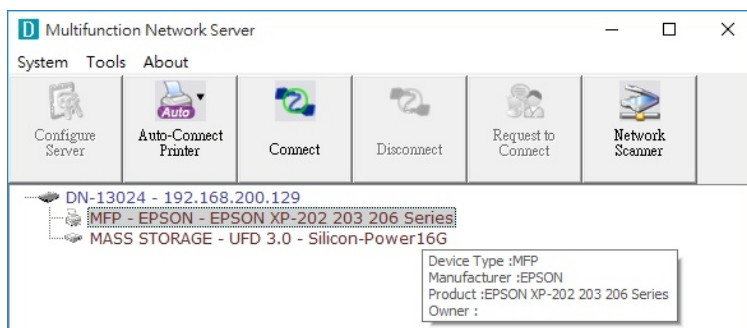 D Multifunction Network Server
System Tools About
Configure Server
Auto
Auto-Connect Printer
Connect
Disconnect
Request to Connect
Network Scanner
DN-13024 - 192.168.200.129
MFP - EPSON - EPSON XP-202 203 206 Series
MASS STORAGE - UFD 3.0 - Silicon-Power16G
Device Type :MFP
Manufacturer :EPSON
Product :EPSON XP-202 203 206 Series
Owner :